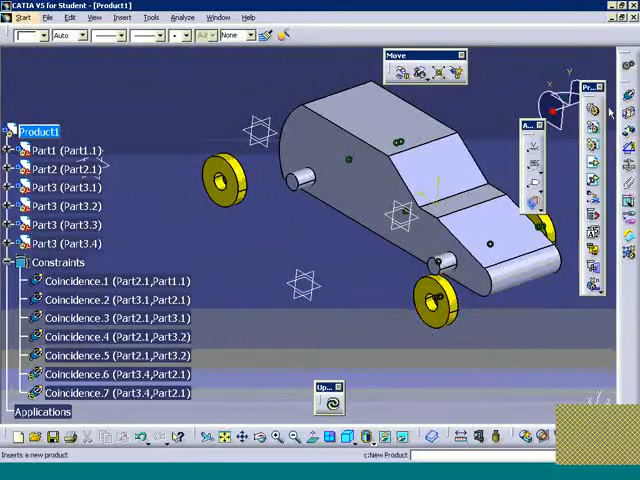 CATIA V5 for Student - [Product1]
Start File Edit View Insert Tools Analyze Window Help
Auto Aut None
Move
Pr...
A...
X Y
Product1
Part1 (Part1.1)
Part2 (Part2.1)
Part3 (Part3.1)
Part3 (Part3.2)
Part3 (Part3.3)
Part3 (Part3.4)
Constraints
Coincidence.1 (Part2.1,Part1.1)
Coincidence.2 (Part3.1,Part2.1)
Coincidence.3 (Part2.1,Part3.1)
Coincidence.4 (Part2.1,Part3.2)
Coincidence.5 (Part2.1,Part3.2)
Coincidence.6 (Part3.4,Part2.1)
Coincidence.7 (Part3.4,Part2.1)
Applications
Up...
Inserts a new product
c:New Product